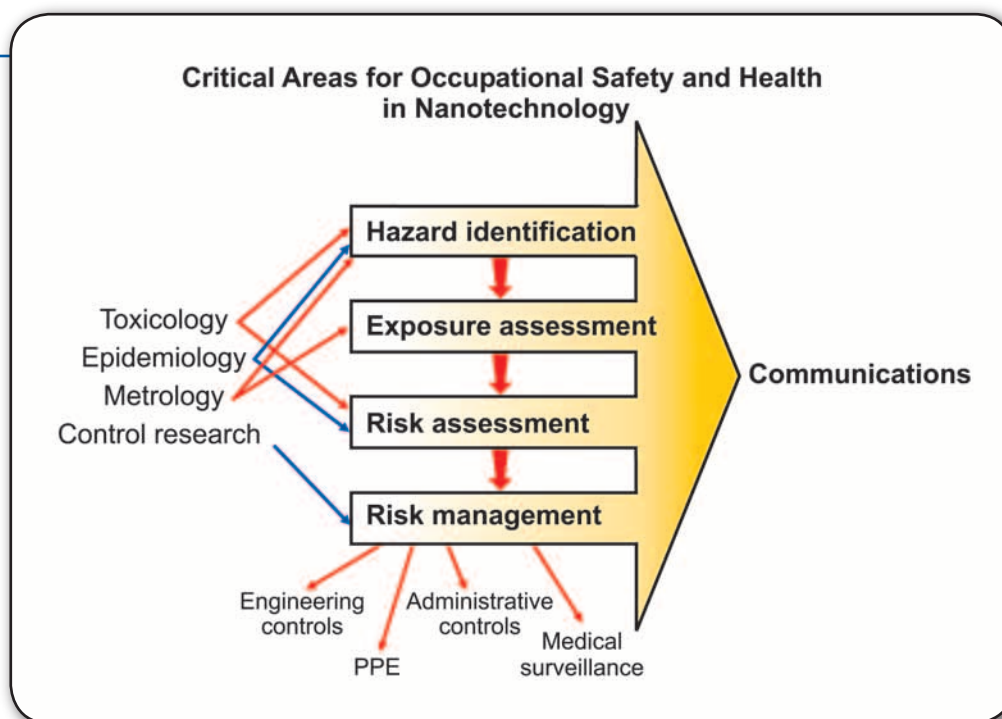 Critical Areas for Occupational Safety and Health
in Nanotechnology
Hazard identification
Exposure assessment
Risk assessment
Risk management
Toxicology
Epidemiology
Metrology
Control research
Communications
Engineering
controls
PPE
Administrative
controls
Medical
surveillance